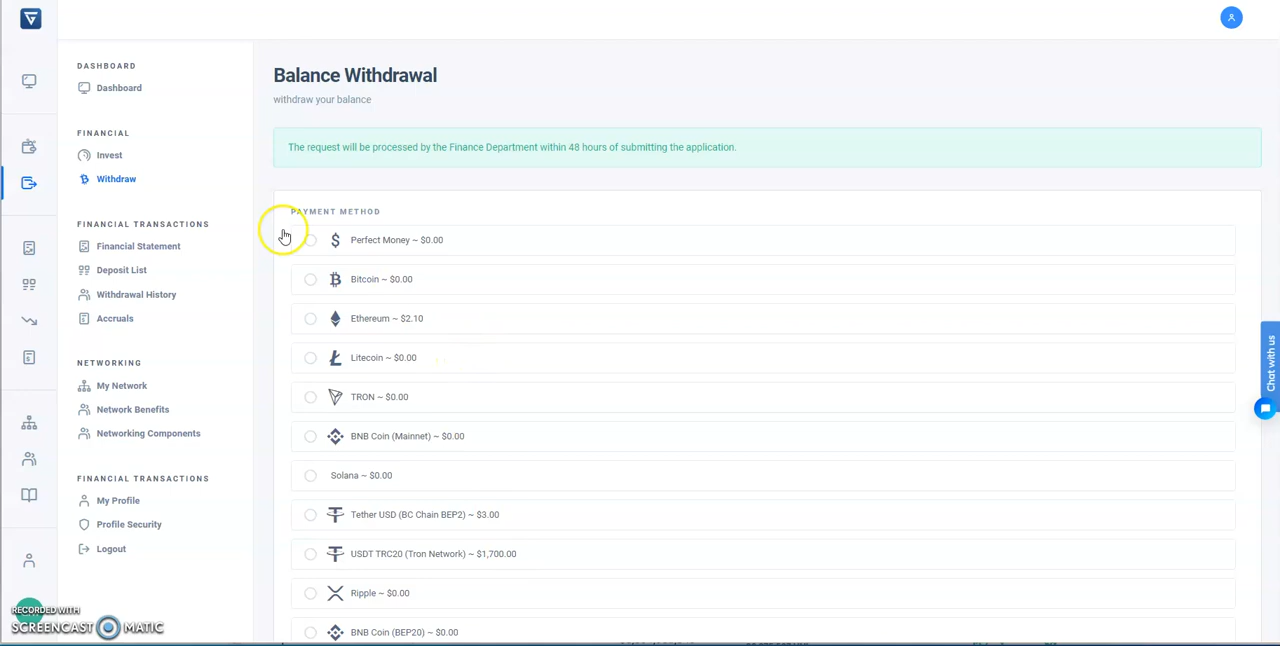 DASHBOARD
Dashboard
FINANCIAL
Invest
Withdraw
FINANCIAL TRANSACTIONS
Financial Statement
Deposit List
Withdrawal History
Accruals
NETWORKING
My Network
Network Benefits
Networking Components
FINANCIAL TRANSACTIONS
My Profile
Profile Security
Logout
RECORDED WITH
SCREENCAST MATIC
Balance Withdrawal
withdraw your balance
The request will be processed by the Finance Department within 48 hours of submitting the application.
PAYMENT METHOD
Perfect Money ~ $0.00
Bitcoin ~ $0.00
Ethereum ~ $2.10
Litecoin ~ $0.00
TRON ~ $0.00
BNB Coin (Mainnet) ~ $0.00
Solana ~ $0.00
Tether USD (BC Chain BEP2) ~ $3.00
USDT TRC20 (Tron Network) ~ $1,700.00
Ripple ~ $0.00
BNB Coin (BEP20) ~ $0.00
Chat with us